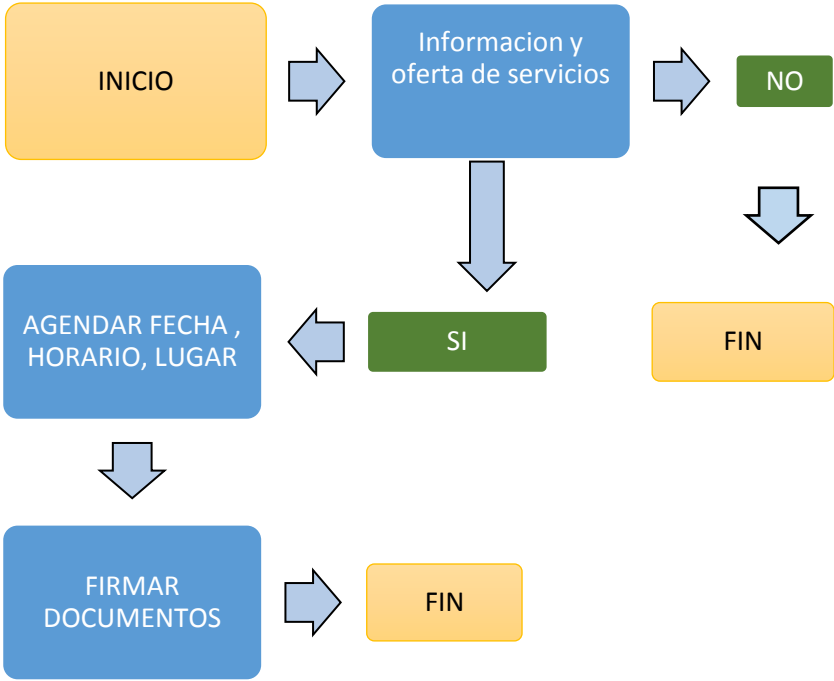 INICIO
Informacion y
oferta de servicios
NO
AGENDAR FECHA ,
HORARIO, LUGAR
SI
FIN
FIRMAR
DOCUMENTOS
FIN